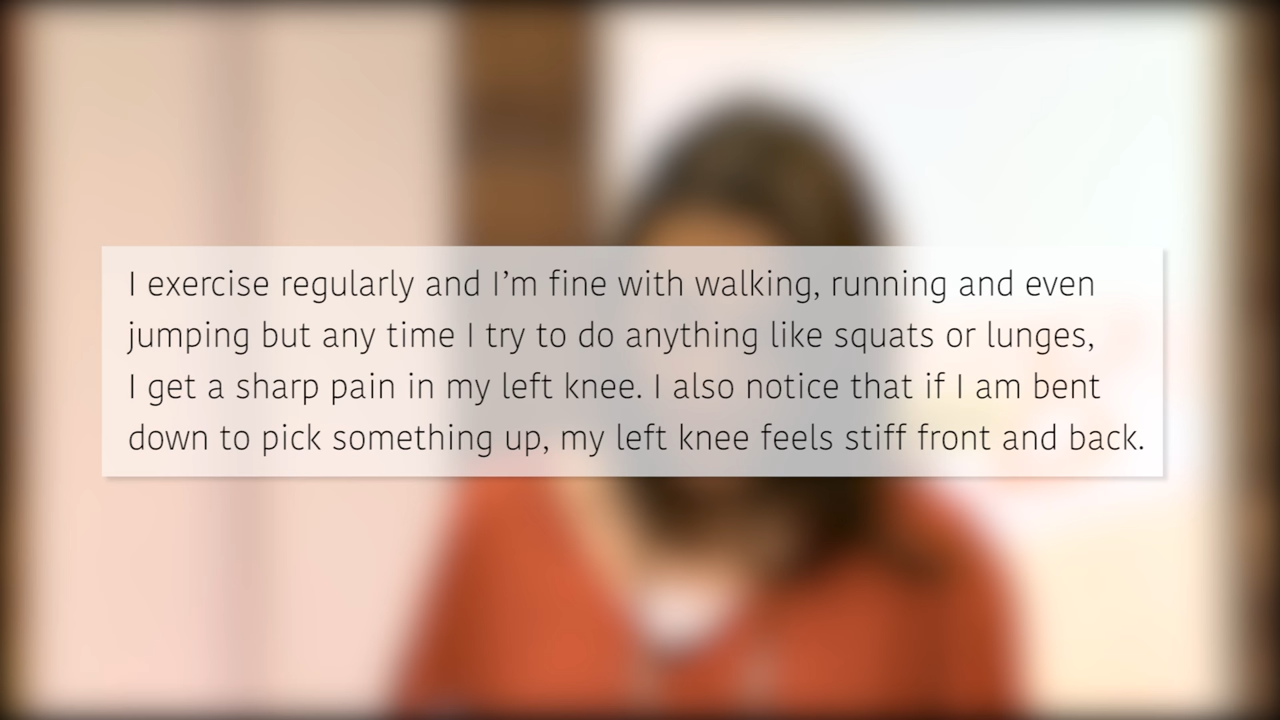 I exercise regularly and I’m fine with walking, running and even
jumping but any time I try to do anything like squats or lunges,
I get a sharp pain in my left knee. I also notice that if I am bent
down to pick something up, my left knee feels stiff front and back.